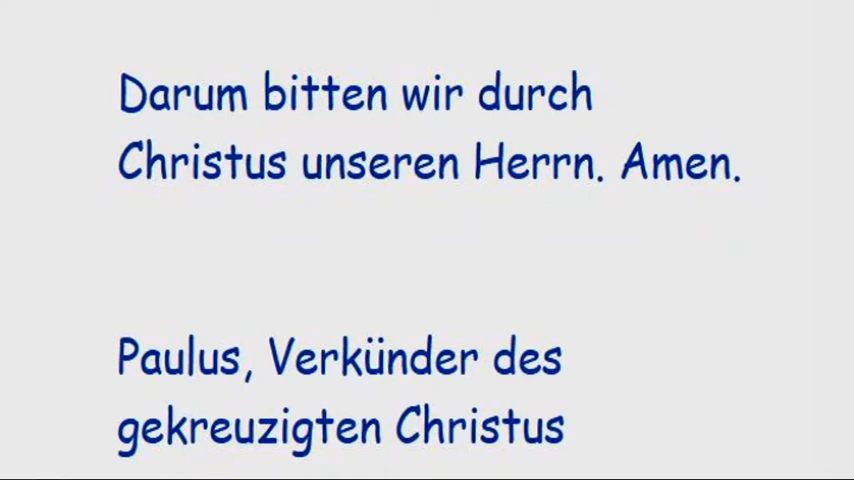 Darum bitten wir durch
Christus unseren Herrn. Amen.
Paulus, Verkünder des
gekreuzigten Christus